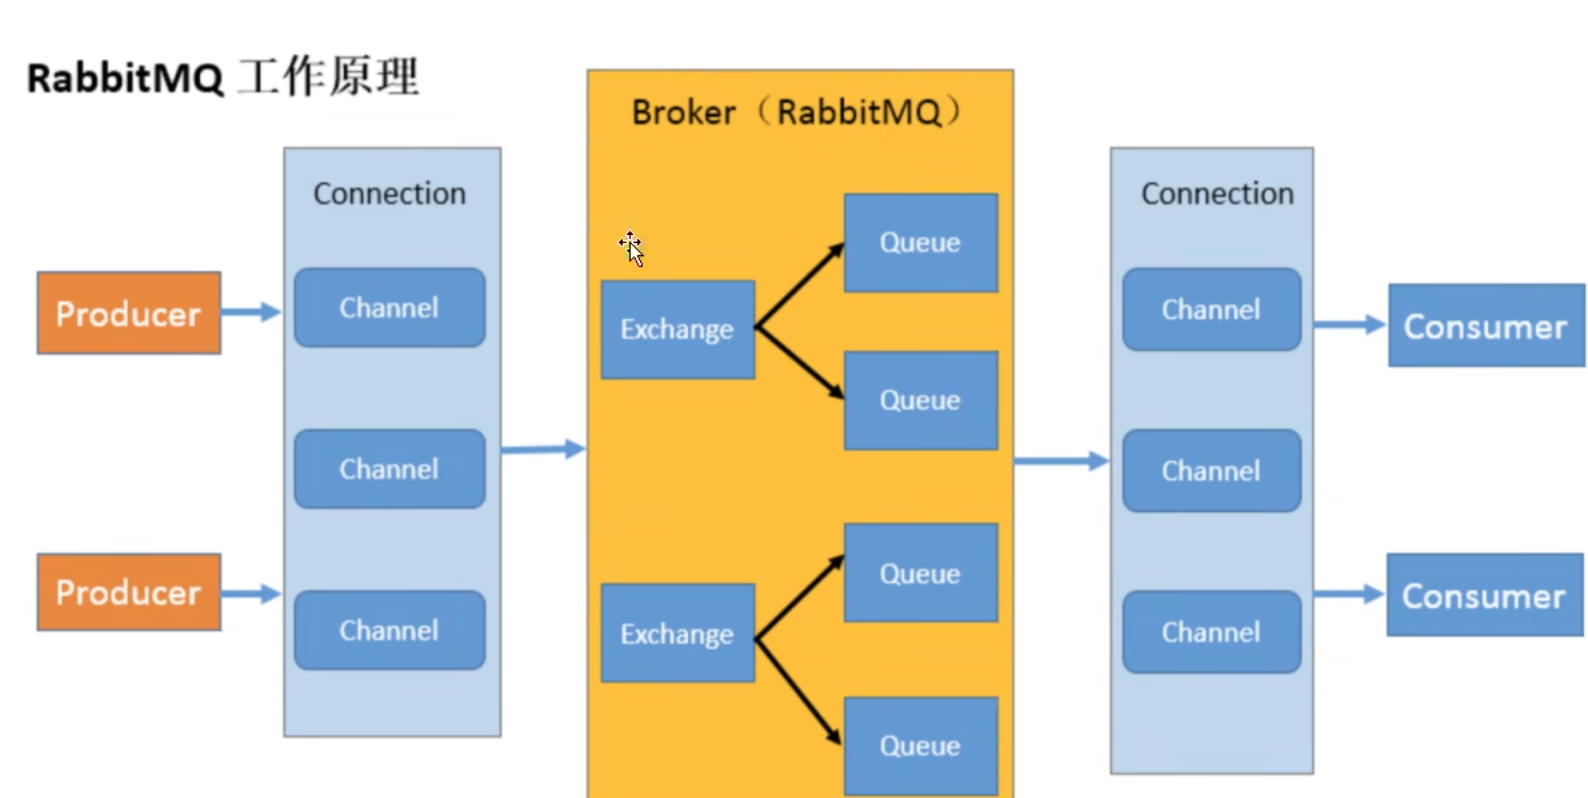 RabbitMQ 工作原理
Broker（RabbitMQ）
Connection
Connection
Queue
Channel
Channel
Producer
Exchange
Consumer
Queue
Channel
Channel
Queue
Producer
Exchange
Consumer
Channel
Channel
Queue